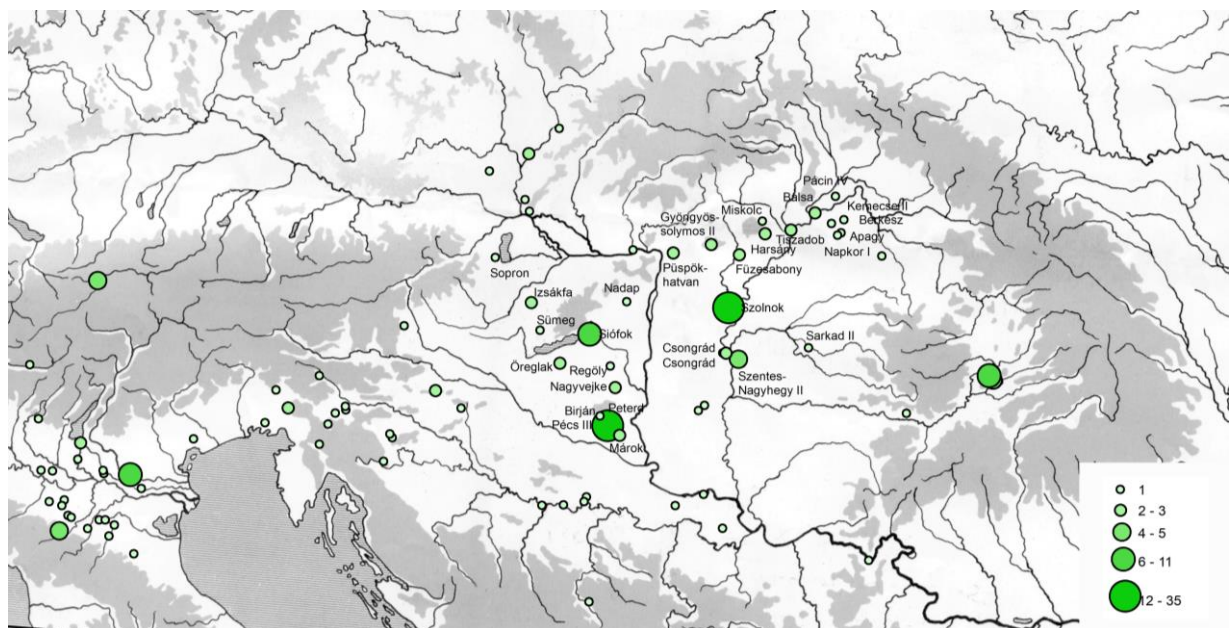 Pácin IV
Balsa
Kemecse II
Berkesz
Apagy
Napkor I
Tiszadob
Miskolc
Harsány
Gyöngyös-
solymos II
Füzesabony
Püspök-
hatvan
Sopron
Izsákfa
Nadap
Sümeg
Siófok
Szolnok
Csongrád
Csongrád
Sarkad II
Szentes-
Nagyhegy II
Öreglak
Regöly
Nagyvejke
Birján
Peterd
Pécs III
Márok
1
2 - 3
4 - 5
6 - 11
12 - 35